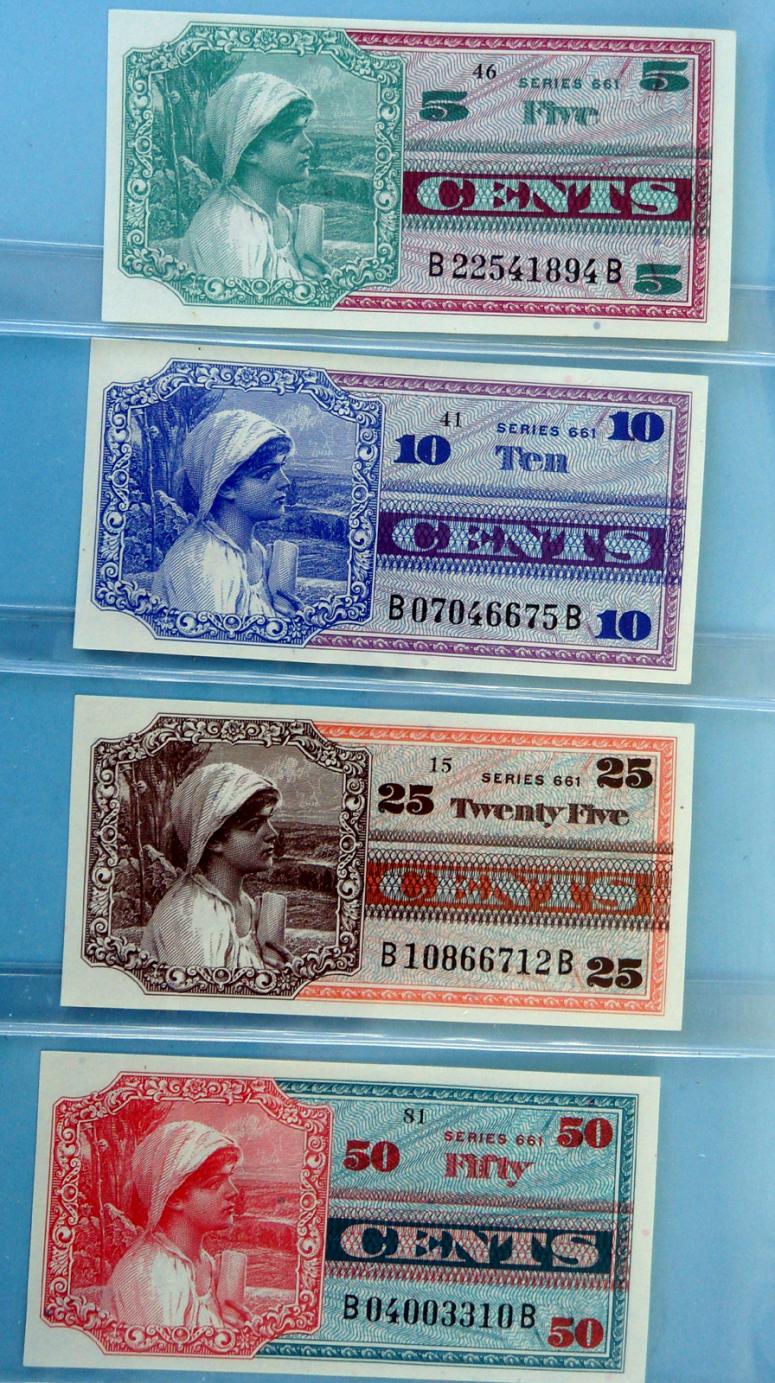 46 SERIES 661 5
5 Five
CENTS
B22541894B 5
41 SERIES 661 10
10 Ten
CENTS
B07046675B 10
15 SERIES 661 25
25 Twenty Five
CENTS
B10866712B 25
81 SERIES 661 50
50 Fifty
CENTS
B04003310B 50